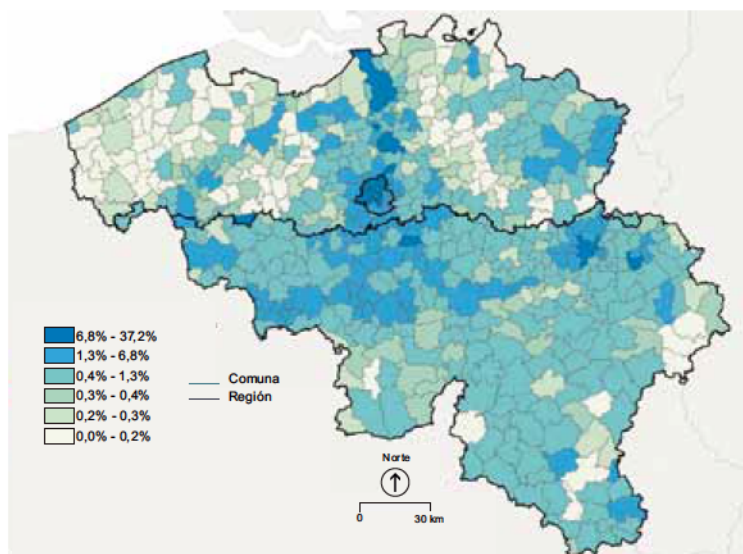 6,8% - 37,2%
1,3% - 6,8%
0,4% - 1,3%
0,3% - 0,4%
0,2% - 0,3%
0,0% - 0,2%
Comuna
Región
Norte
0 30 km